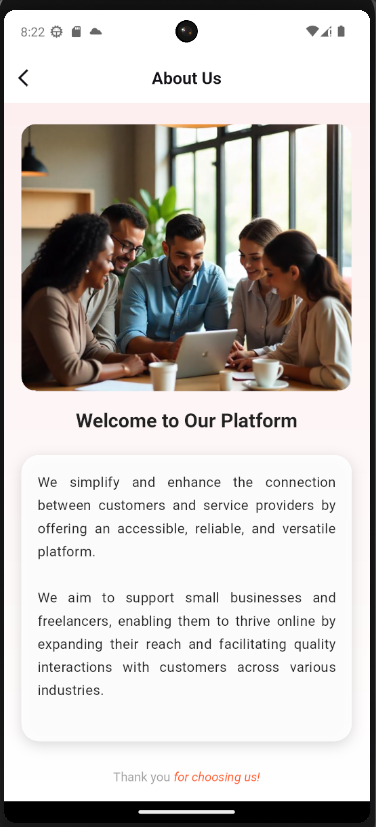 8:22
About Us
Welcome to Our Platform
We simplify and enhance the connection
between customers and service providers by
offering an accessible, reliable, and versatile
platform.
We aim to support small businesses and
freelancers, enabling them to thrive online by
expanding their reach and facilitating quality
interactions with customers across various
industries.
Thank you for choosing us!